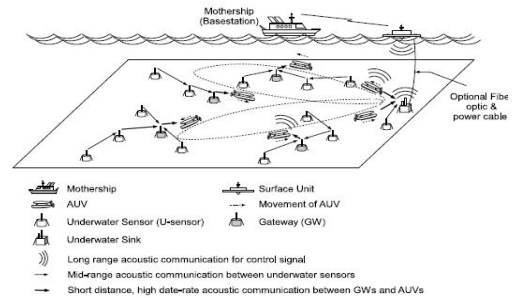 Mothership
(Basestation)
Optional Fibe
optic &
power cable
Mothership
Surface Unit
AUV
Movement of AUV
Underwater Sensor (U-sensor)
Gateway (GW)
Underwater Sink
Long range acoustic communication for control signal
Mid-range acoustic communication between underwater sensors
Short distance, high date-rate acoustic communication between GWs and AUVs